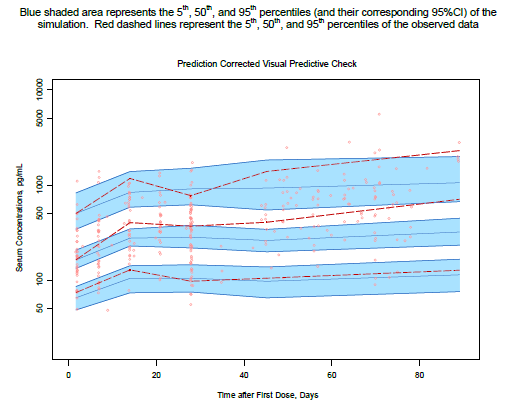 Blue shaded area represents the 5th, 50th, and 95th percentiles (and their corresponding 95%CI) of the
simulation. Red dashed lines represent the 5th, 50th, and 95th percentiles of the observed data
Prediction Corrected Visual Predictive Check
Serum Concentrations, pg/mL
10000
5000
1000
500
100
50
0
20
40
60
80
Time after First Dose, Days